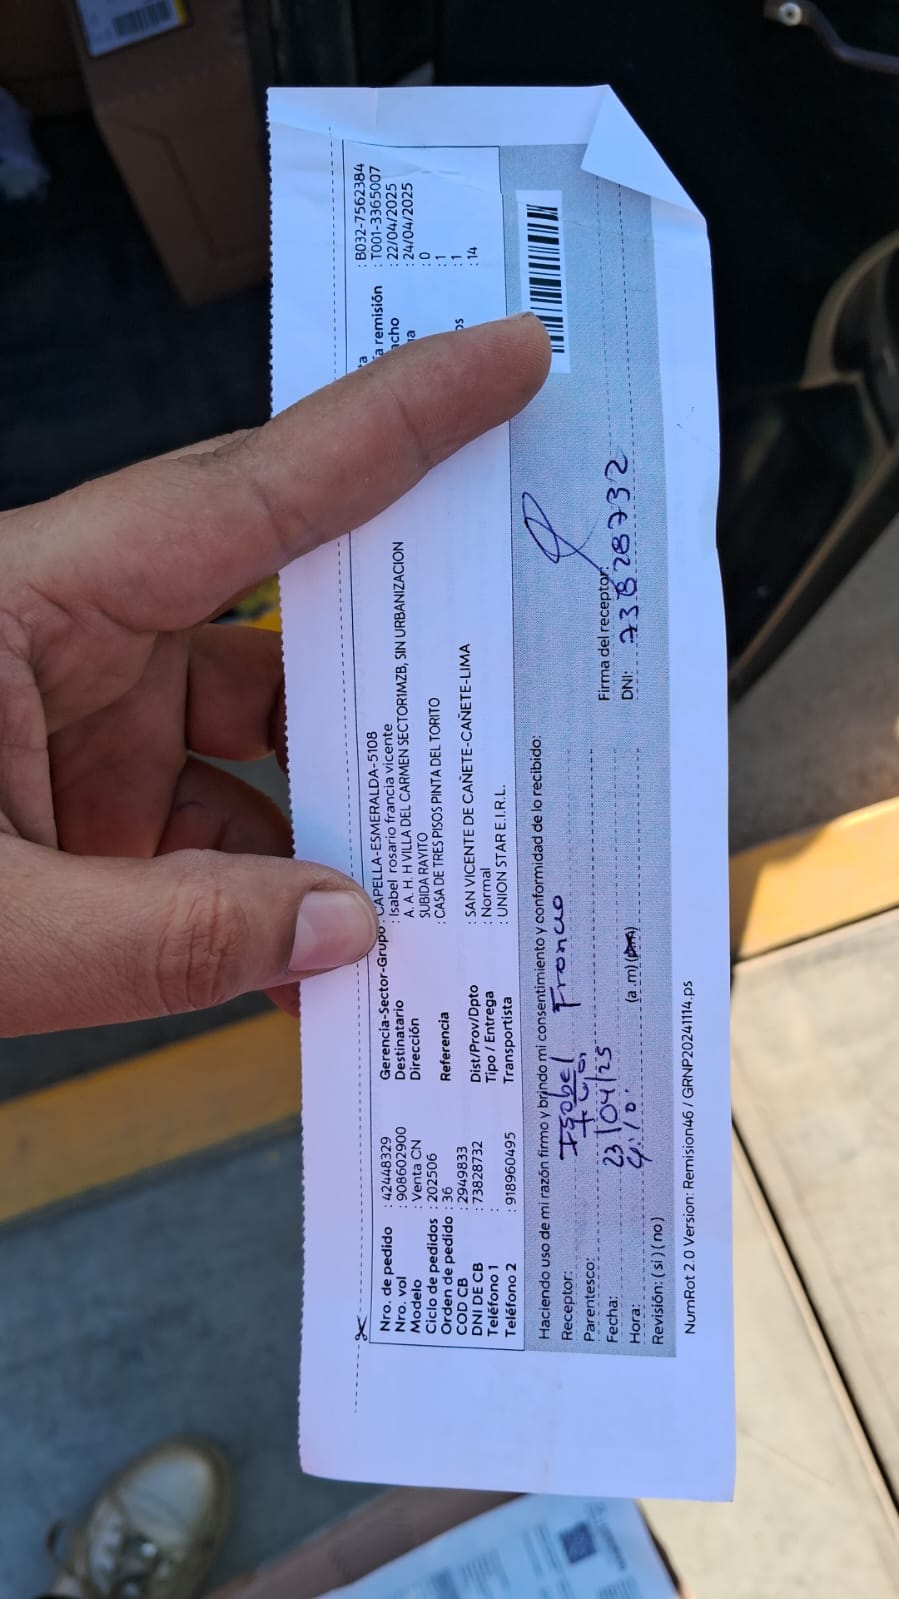 Nro. de pedido : 42448329
Nro. vol : 908602900
Modelo : Venta CN
Ciclo de pedidos : 202506
Orden de pedido : 36
COD CB : 2949833
DNI DE CB : 73828732
Teléfono 1 :
Teléfono 2 : 918960495
Gerencia-Sector-Grupo : CAPELLA-ESMERALDA-5108
Destinatario : Isabel rosario francia vicente
Dirección A. A. H. H VILLA DEL CARMEN SECTOR1MZB, SIN URBANIZACION
SUBIDA RAYITO
Referencia : CASA DE TRES PISOS PINTA DEL TORITO
Dist/Prov/Dpto : SAN VICENTE DE CAÑETE-CAÑETE-LIMA
Tipo / Entrega : Normal
Transportista : UNION STAR E.I.R.L.
ta : B032-7562384
a remisión : T001-3365007
acho : 22/04/2025
ga : 24/04/2025
: 0
: 1
os : 1
: 14
Haciendo uso de mi razón firmo y brindo mi consentimiento y conformidad de lo recibido:
Receptor: Isabel Francia
Parentesco:
Fecha: 23/04/25
Hora: 4:10 (a .m) (p.m)
Revisión: ( si ) ( no )
Firma del receptor:
DNI: 73828732
NumRot 2.0 Version: Remision46 / GRNP20241114.ps